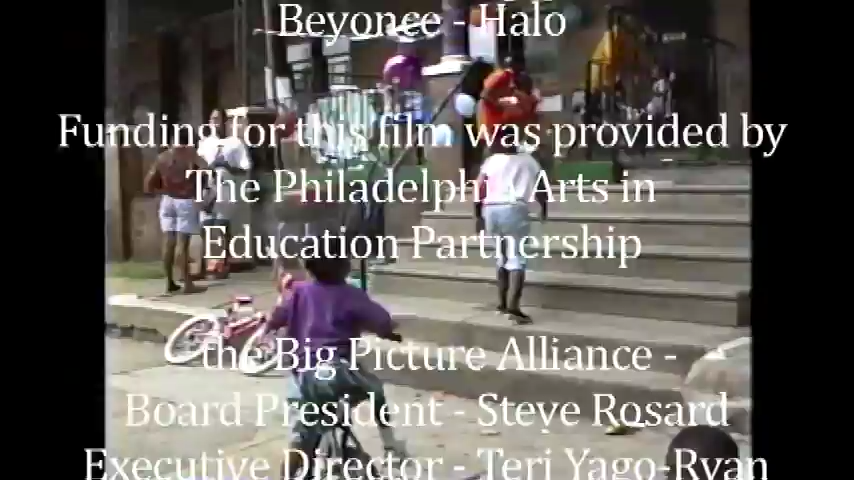 Beyonce - Halo
Funding for this film was provided by
The Philadelphia Arts in
Education Partnership
the Big Picture Alliance -
Board President - Steve Rosard
Executive Director - Teri Yago-Ryan